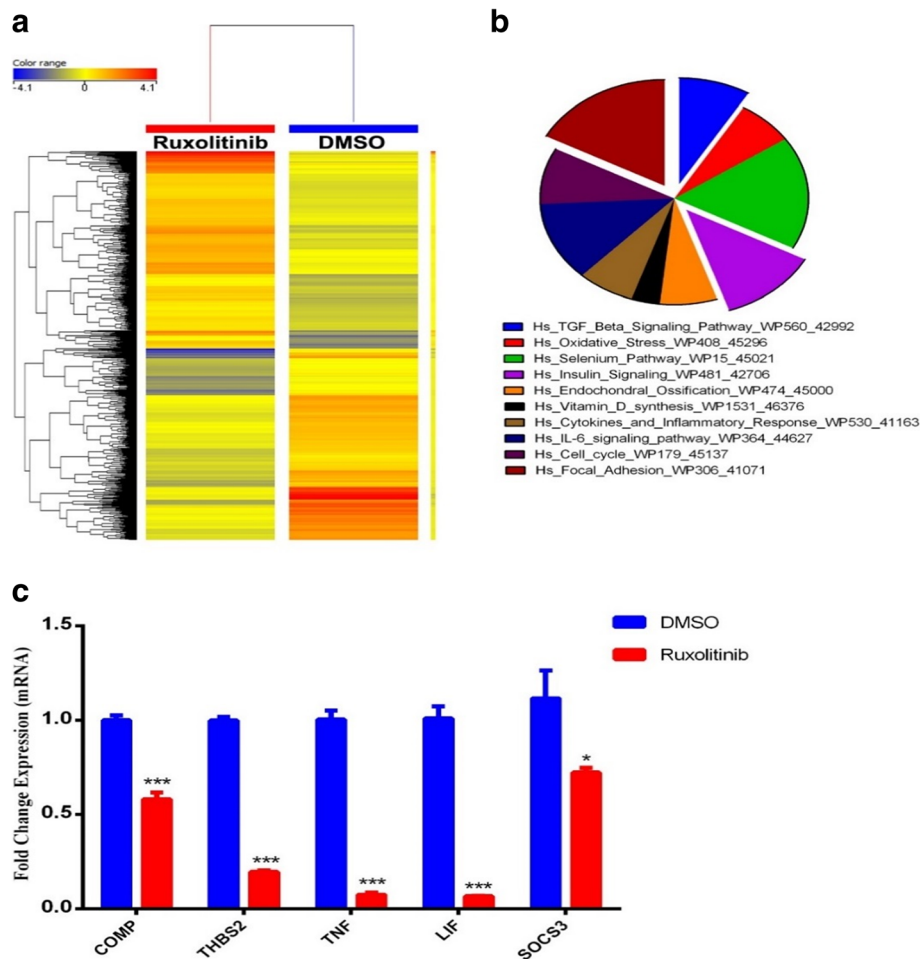 a
Color range
-4.1 0 4.1
Ruxolitinib DMSO
b
Hs_TGF_Beta_Signaling_Pathway_WP560_42992
Hs_Oxidative_Stress_WP408_45296
Hs_Selenium_Pathway_WP15_45021
Hs_Insulin_Signaling_WP481_42706
Hs_Endochondral_Ossification_WP474_45000
Hs_Vitamin_D_synthesis_WP1531_46376
Hs_Cytokines_and_Inflammatory_Response_WP530_41163
Hs_IL-6_signaling_pathway_WP364_44627
Hs_Cell_cycle_WP179_45137
Hs_Focal_Adhesion_WP306_41071
c
Fold Change Expression (mRNA)
1.5
1.0
0.5
0.0
DMSO
Ruxolitinib
*** *** *** *** *
COMP THBS2 TNF LIF SOCS3